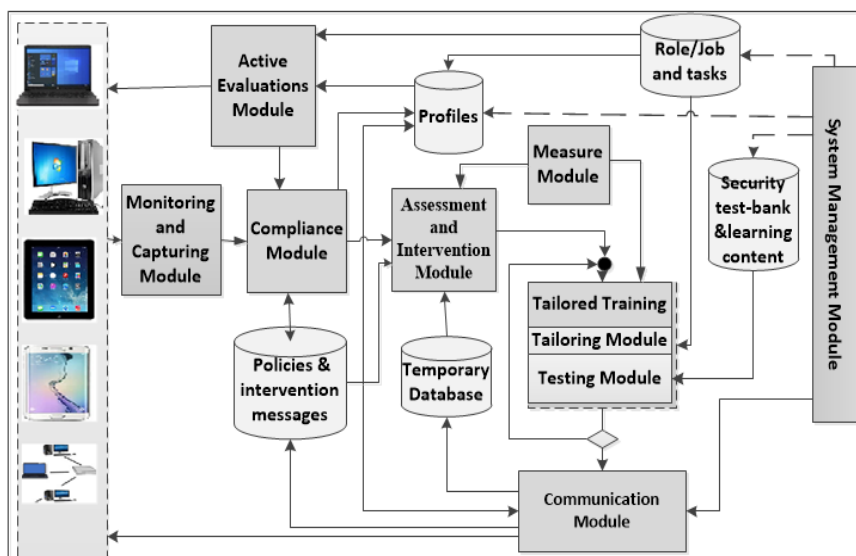 Active
Evaluations
Module
Role/Job
and tasks
Profiles
Measure
Module
System Management Module
Monitoring
and
Capturing
Module
Compliance
Module
Assessment
and
Intervention
Module
Security
test-bank
&learning
content
Tailored Training
Tailoring Module
Testing Module
Policies &
intervention
messages
Temporary
Database
Communication
Module